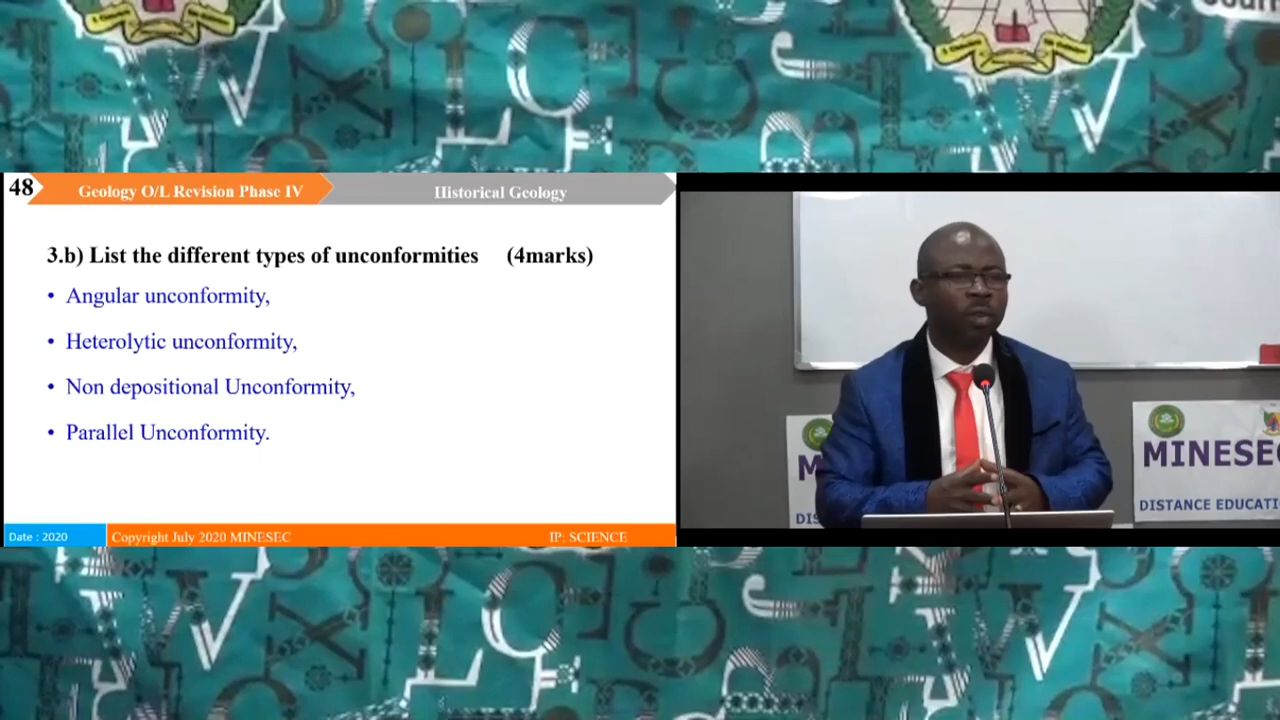 48
Geology O/L Revision Phase IV
Historical Geology
3.b) List the different types of unconformities (4marks)
• Angular unconformity,
• Heterolytic unconformity,
• Non depositional Unconformity,
• Parallel Unconformity.
Date : 2020
Copyright July 2020 MINESEC
IP: SCIENCE
MINESEC
DISTANCE EDUCATI
M
DIS